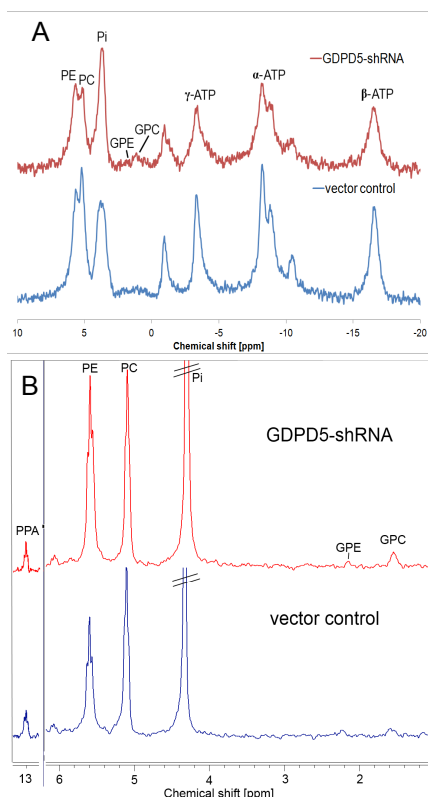 A
Pi
GDPD5-shRNA
PE PC
α-ATP
γ-ATP
β-ATP
GPC
GPE
vector control
10 5 0 -5 -10 -15 -20
Chemical shift [ppm]
B
PE PC
Pi
GDPD5-shRNA
PPA
GPE GPC
vector control
13 6 5 4 3 2
Chemical shift [ppm]